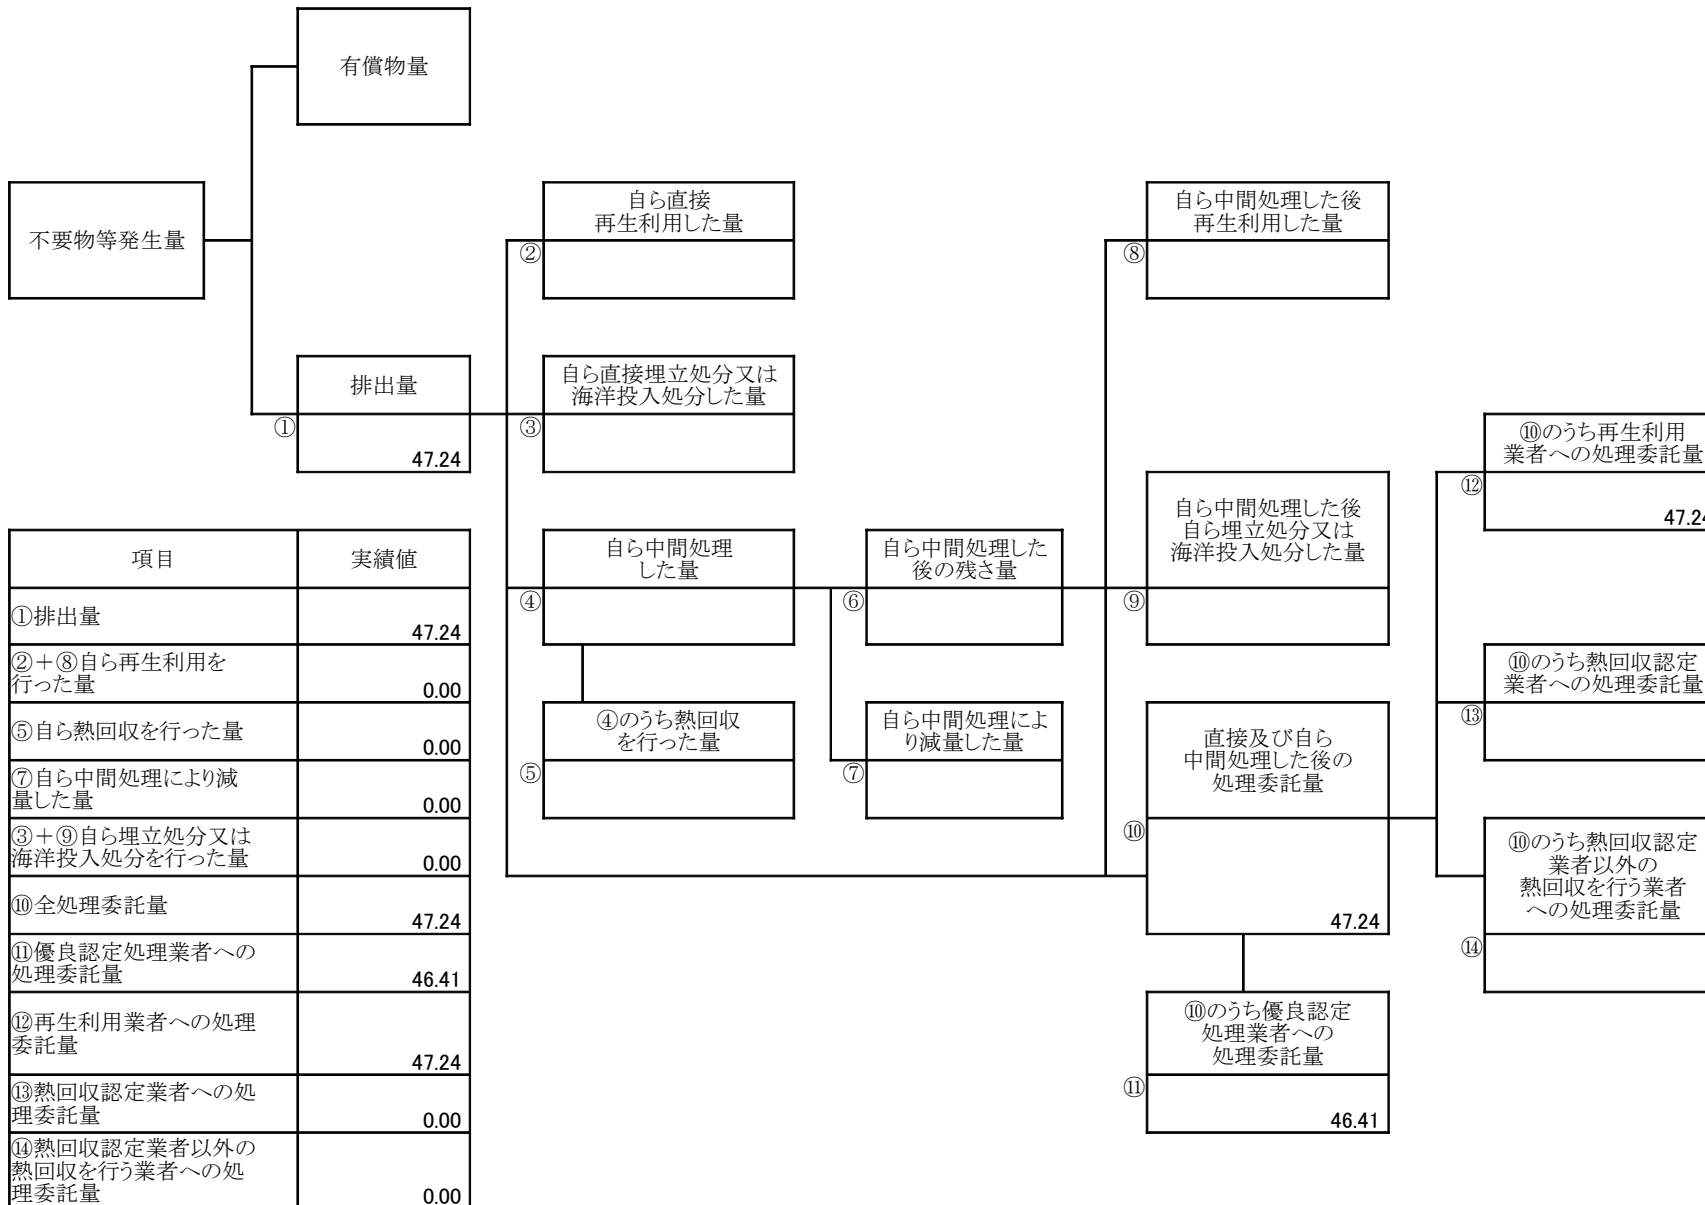 有償物量
不要物等発生量
自ら直接
再生利用した量
②
自ら中間処理した後
再生利用した量
⑧
排出量
①
47.24
自ら直接埋立処分又は
海洋投入処分した量
③
⑩のうち再生利用
業者への処理委託量
⑫
47.24
自ら中間処理
した量
④
自ら中間処理した
後の残さ量
⑥
自ら中間処理した後
自ら埋立処分又は
海洋投入処分した量
⑨
⑩のうち熱回収認定
業者への処理委託量
⑬
④のうち熱回収
を行った量
⑤
自ら中間処理によ
り減量した量
⑦
直接及び自ら
中間処理した後の
処理委託量
⑩
47.24
⑩のうち熱回収認定
業者以外の
熱回収を行う業者
への処理委託量
⑭
⑩のうち優良認定
処理業者への
処理委託量
⑪
46.41
項目 実績値
①排出量
47.24
②＋⑧自ら再生利用を
行った量
0.00
⑤自ら熱回収を行った量
0.00
⑦自ら中間処理により減
量した量
0.00
③＋⑨自ら埋立処分又は
海洋投入処分を行った量
0.00
⑩全処理委託量
47.24
⑪優良認定処理業者への
処理委託量
46.41
⑫再生利用業者への処理
委託量
47.24
⑬熱回収認定業者への処
理委託量
0.00
⑭熱回収認定業者以外の
熱回収を行う業者への処
理委託量
0.00